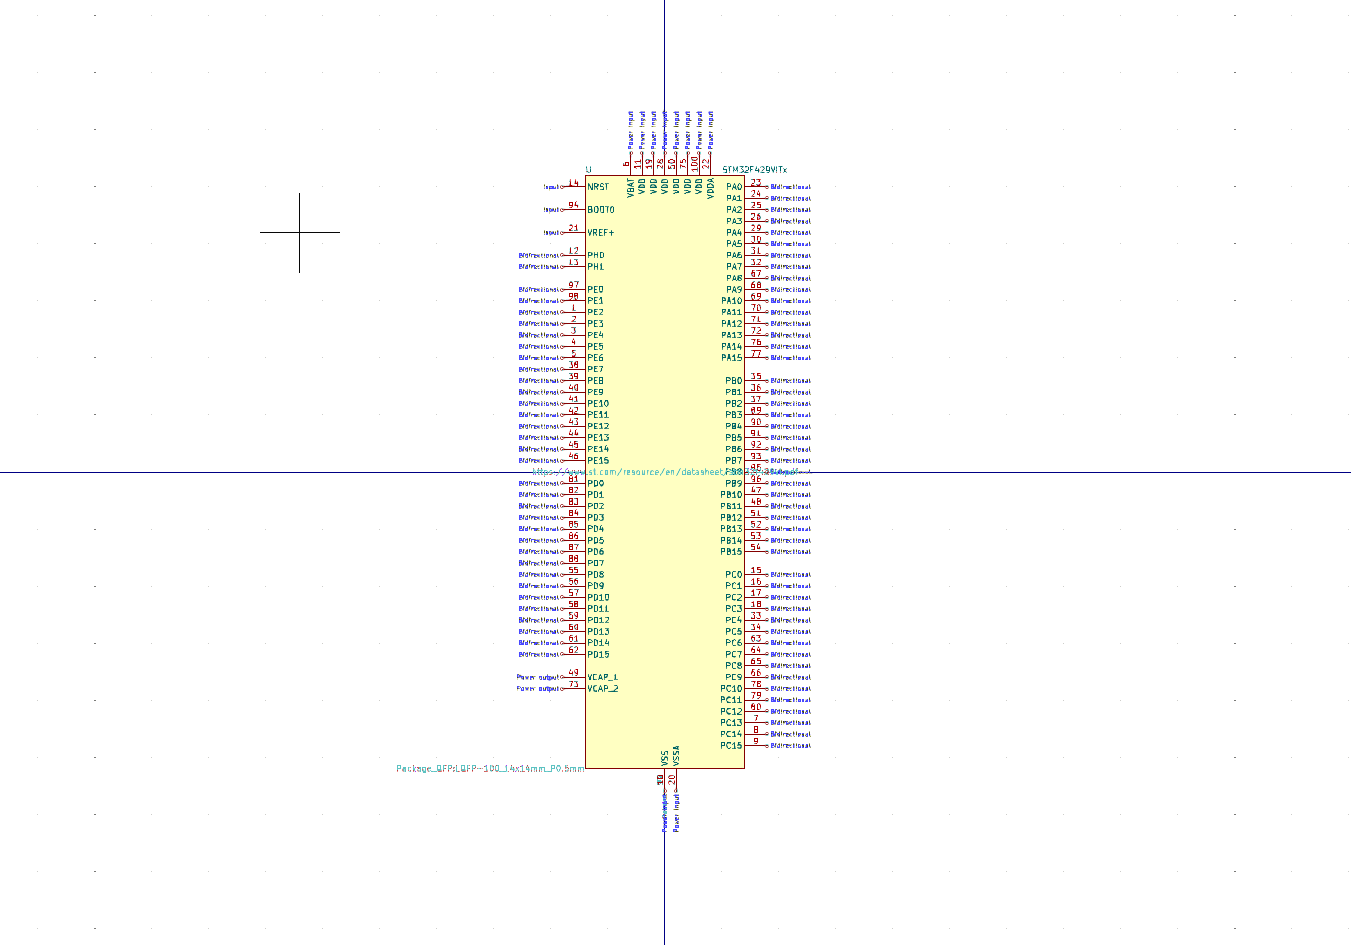 Power input Power input Power input Power input Power input Power input Power input Power input
6 11 19 28 50 75 100 22
U STM32F429VITx
VBAT VDD VDD VDD VDD VDD VDD VDDA
Input 14 NRST PA0 23 Bidirectional
PA1 24 Bidirectional
Input 94 BOOT0 PA2 25 Bidirectional
PA3 26 Bidirectional
Input 21 VREF+ PA4 29 Bidirectional
PA5 30 Bidirectional
Bidirectional 12 PH0 PA6 31 Bidirectional
Bidirectional 13 PH1 PA7 32 Bidirectional
PA8 67 Bidirectional
Bidirectional 97 PE0 PA9 68 Bidirectional
Bidirectional 98 PE1 PA10 69 Bidirectional
Bidirectional 1 PE2 PA11 70 Bidirectional
Bidirectional 2 PE3 PA12 71 Bidirectional
Bidirectional 3 PE4 PA13 72 Bidirectional
Bidirectional 4 PE5 PA14 76 Bidirectional
Bidirectional 5 PE6 PA15 77 Bidirectional
Bidirectional 38 PE7
Bidirectional 39 PE8 PB0 35 Bidirectional
Bidirectional 40 PE9 PB1 36 Bidirectional
Bidirectional 41 PE10 PB2 37 Bidirectional
Bidirectional 42 PE11 PB3 89 Bidirectional
Bidirectional 43 PE12 PB4 90 Bidirectional
Bidirectional 44 PE13 PB5 91 Bidirectional
Bidirectional 45 PE14 PB6 92 Bidirectional
Bidirectional 46 PE15 PB7 93 Bidirectional
https://www.st.com/resource/en/datasheet/ PB8 95
Bidirectional 81 PD0 PB9 96 Bidirectional
Bidirectional 82 PD1 PB10 47 Bidirectional
Bidirectional 83 PD2 PB11 48 Bidirectional
Bidirectional 84 PD3 PB12 51 Bidirectional
Bidirectional 85 PD4 PB13 52 Bidirectional
Bidirectional 86 PD5 PB14 53 Bidirectional
Bidirectional 87 PD6 PB15 54 Bidirectional
Bidirectional 88 PD7
Bidirectional 55 PD8 PC0 15 Bidirectional
Bidirectional 56 PD9 PC1 16 Bidirectional
Bidirectional 57 PD10 PC2 17 Bidirectional
Bidirectional 58 PD11 PC3 18 Bidirectional
Bidirectional 59 PD12 PC4 33 Bidirectional
Bidirectional 60 PD13 PC5 34 Bidirectional
Bidirectional 61 PD14 PC6 63 Bidirectional
Bidirectional 62 PD15 PC7 64 Bidirectional
PC8 65 Bidirectional
Power output 49 VCAP_1 PC9 66 Bidirectional
Power output 73 VCAP_2 PC10 78 Bidirectional
PC11 79 Bidirectional
PC12 80 Bidirectional
PC13 7 Bidirectional
PC14 8 Bidirectional
PC15 9 Bidirectional
VSS VSSA
Package_QFP:LQFP-100_14x14mm_P0.5mm
20
Power input